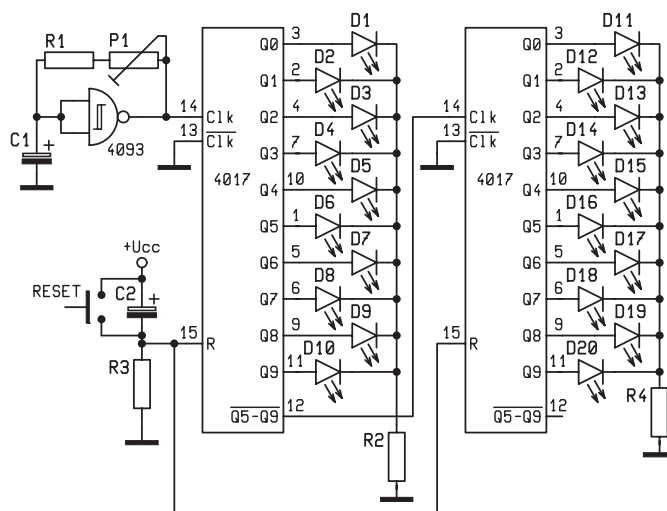 R1 P1
C1 +
4093
14 Clk
13 Clk
4017
Q0 3 D1
Q1 2 D2
Q2 4 D3
Q3 7 D4
Q4 10 D5
Q5 1 D6
Q6 5 D7
Q7 6 D8
Q8 9 D9
Q9 11 D10
Q5-Q9 12
+Ucc
RESET
C2 +
15 R
R3
R2
14 Clk
13 Clk
4017
Q0 3 D11
Q1 2 D12
Q2 4 D13
Q3 7 D14
Q4 10 D15
Q5 1 D16
Q6 5 D17
Q7 6 D18
Q8 9 D19
Q9 11 D20
Q5-Q9 12
15 R
R4